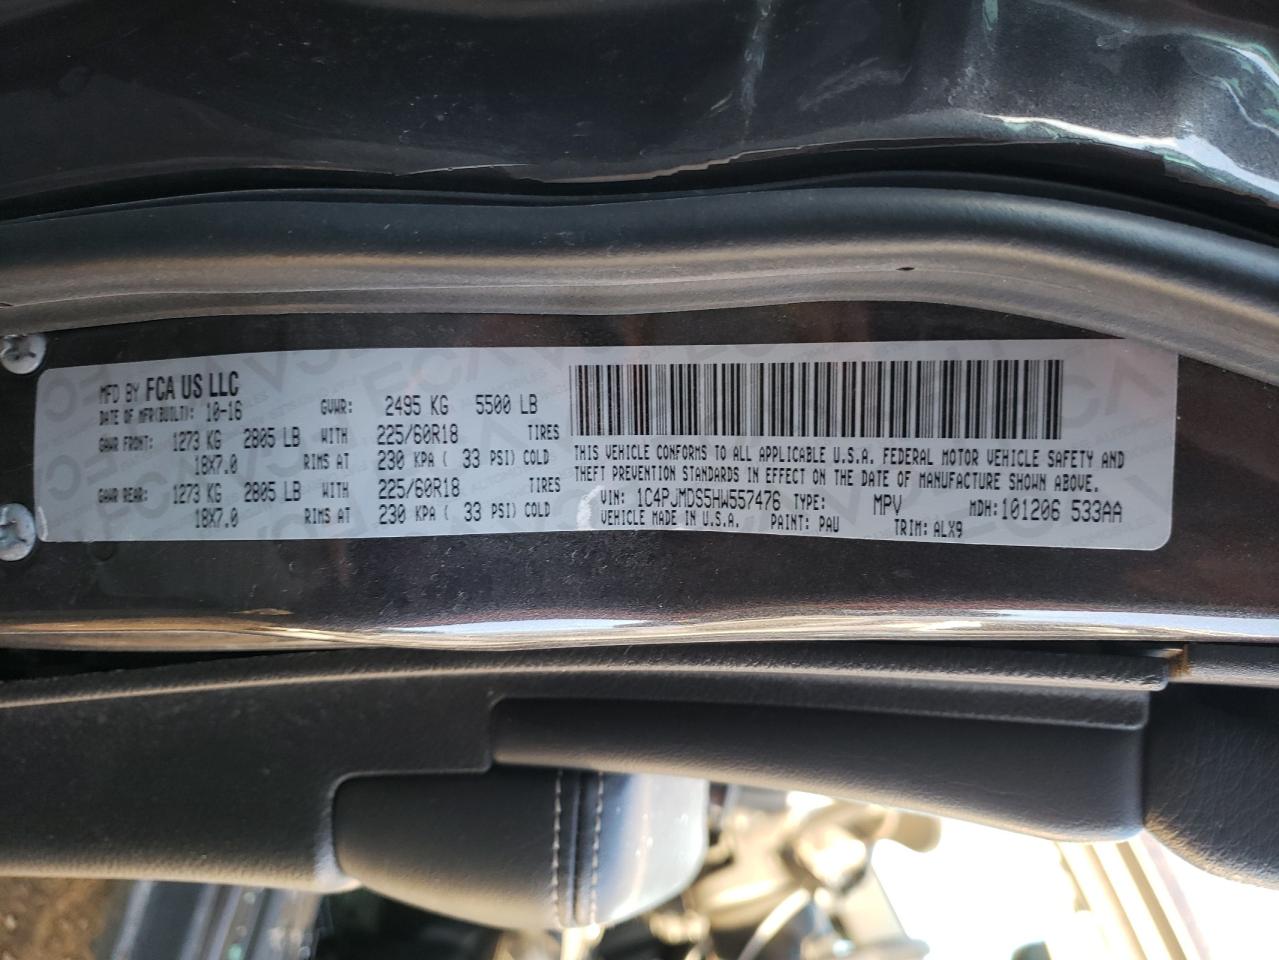 MFD BY FCA US LLC
DATE OF MFR(BUILT): 10-16 GVWR: 2495 KG 5500 LB
GAWR FRONT: 1273 KG 2805 LB WITH 225/60R18 TIRES
18X7.0 RIMS AT 230 KPA ( 33 PSI) COLD
GAWR REAR: 1273 KG 2805 LB WITH 225/60R18 TIRES
18X7.0 RIMS AT 230 KPA ( 33 PSI) COLD
THIS VEHICLE CONFORMS TO ALL APPLICABLE U.S.A. FEDERAL MOTOR VEHICLE SAFETY AND
THEFT PREVENTION STANDARDS IN EFFECT ON THE DATE OF MANUFACTURE SHOWN ABOVE.
VIN: 1C4PJMDS5HW557476 TYPE: MPV MDH: 101206 533AA
VEHICLE MADE IN U.S.A. PAINT: PAU TRIM: ALX9